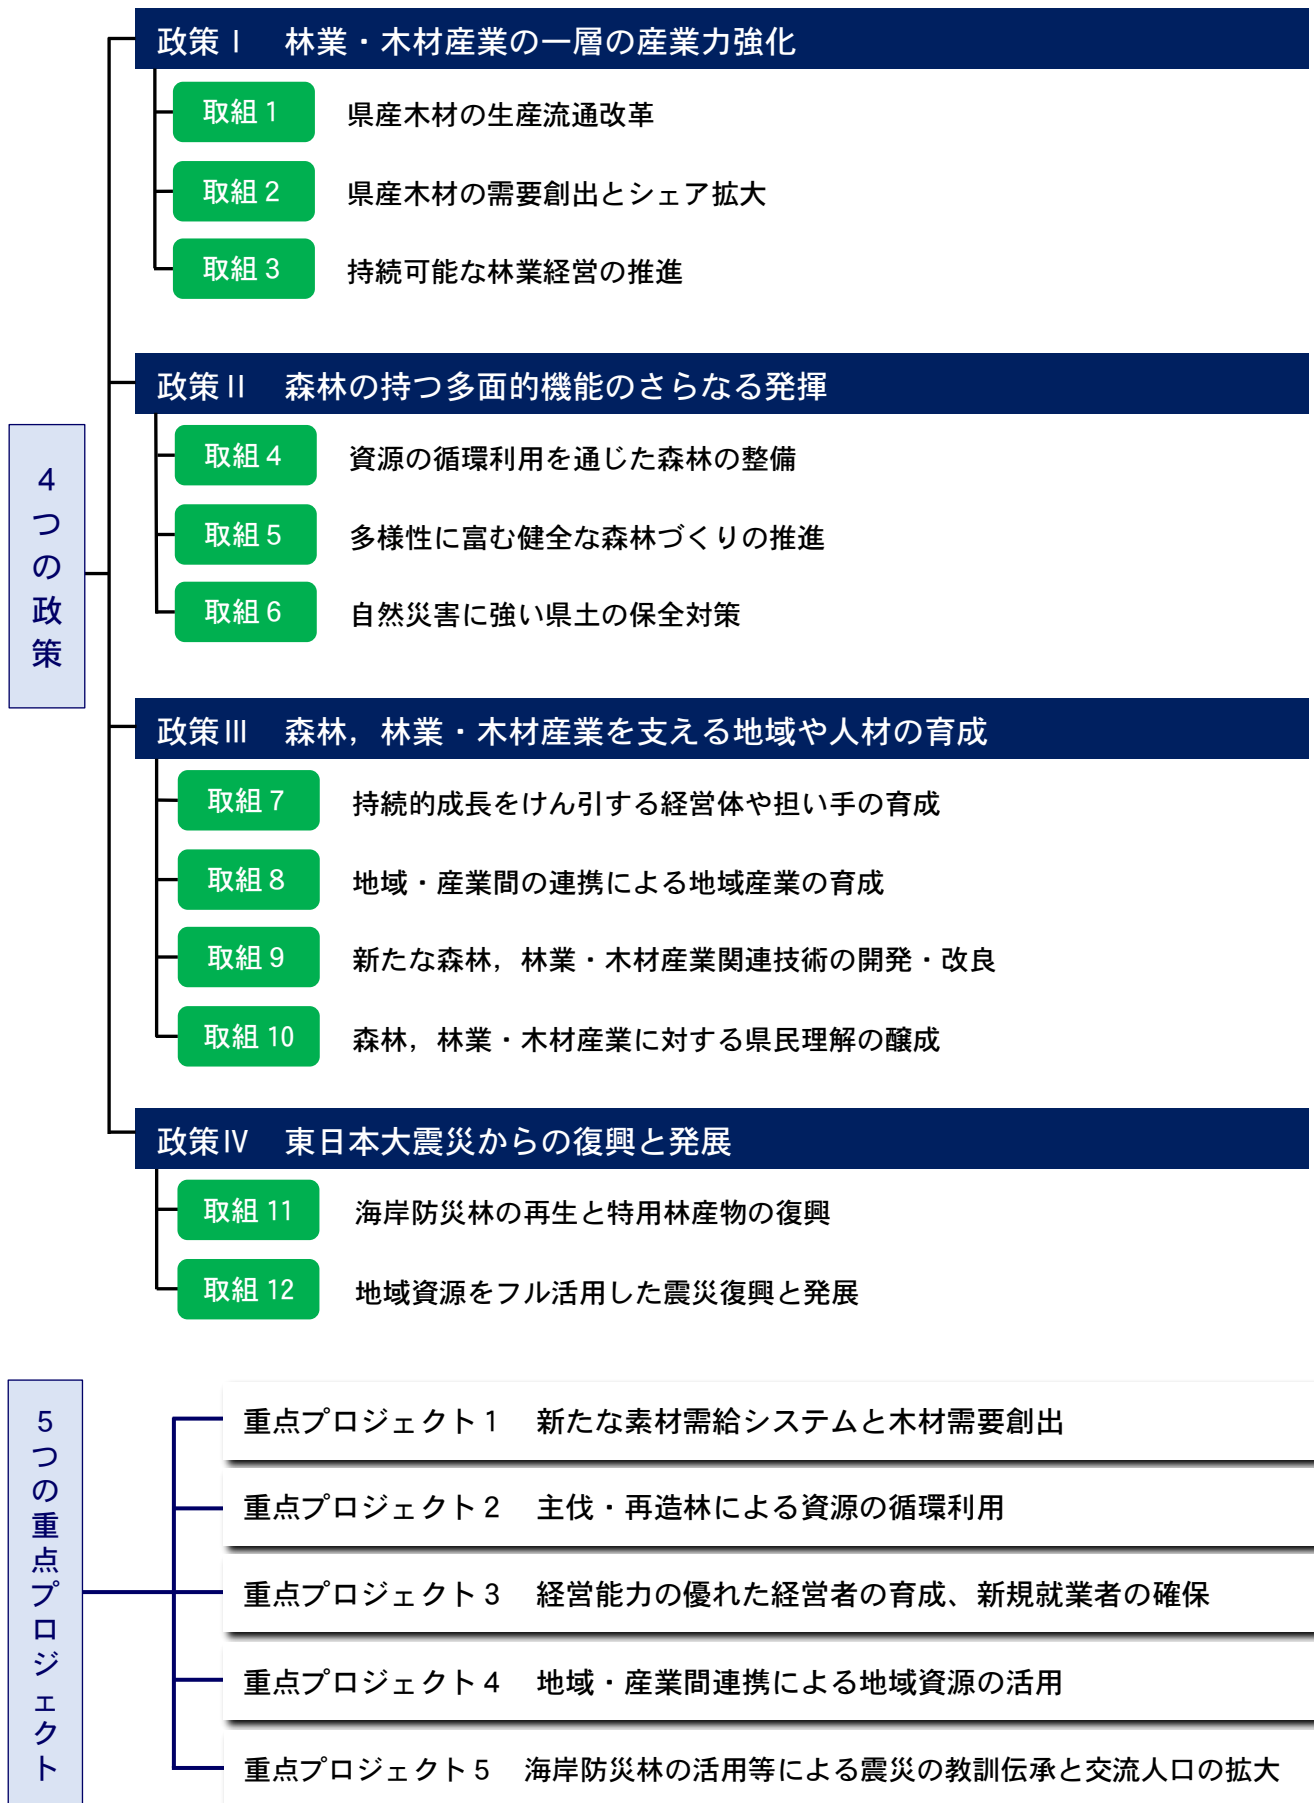 4つの政策
政策Ⅰ　林業・木材産業の一層の産業力強化
取組1　県産木材の生産流通改革
取組2　県産木材の需要創出とシェア拡大
取組3　持続可能な林業経営の推進
政策Ⅱ　森林の持つ多面的機能のさらなる発揮
取組4　資源の循環利用を通じた森林の整備
取組5　多様性に富む健全な森林づくりの推進
取組6　自然災害に強い県土の保全対策
政策Ⅲ　森林，林業・木材産業を支える地域や人材の育成
取組7　持続的成長をけん引する経営体や担い手の育成
取組8　地域・産業間の連携による地域産業の育成
取組9　新たな森林，林業・木材産業関連技術の開発・改良
取組10　森林，林業・木材産業に対する県民理解の醸成
政策Ⅳ　東日本大震災からの復興と発展
取組11　海岸防災林の再生と特用林産物の復興
取組12　地域資源をフル活用した震災復興と発展
5つの重点プロジェクト
重点プロジェクト1　新たな素材需給システムと木材需要創出
重点プロジェクト2　主伐・再造林による資源の循環利用
重点プロジェクト3　経営能力の優れた経営者の育成、新規就業者の確保
重点プロジェクト4　地域・産業間連携による地域資源の活用
重点プロジェクト5　海岸防災林の活用等による震災の教訓伝承と交流人口の拡大